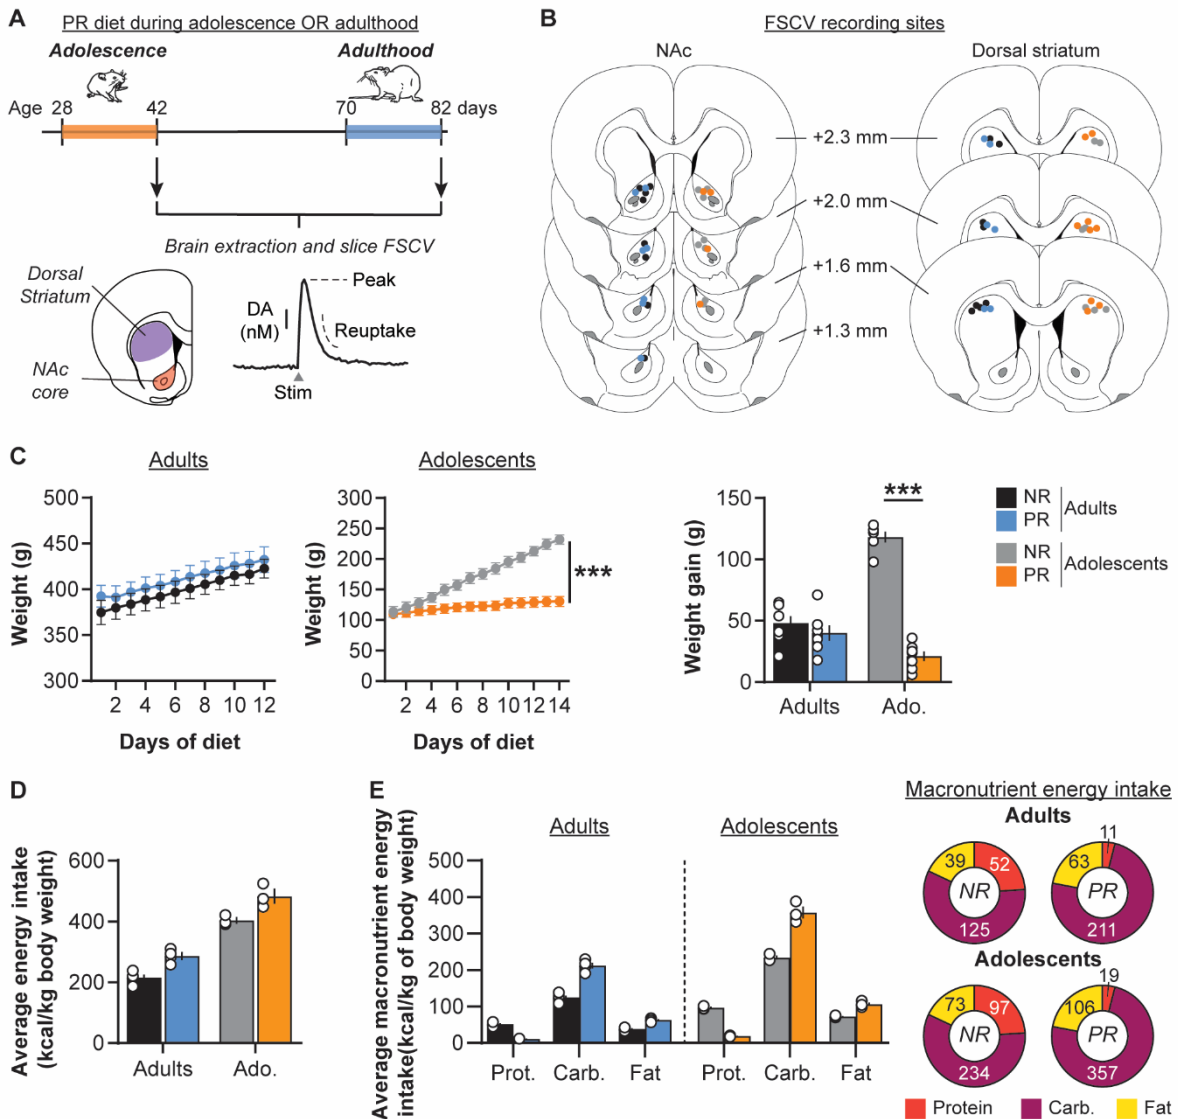 A
PR diet during adolescence OR adulthood
Adolescence
Adulthood
Age 28 42 70 82 days
Brain extraction and slice FSCV
Dorsal
Striatum
NAc
core
DA
(nM)
Peak
Reuptake
Stim
B
FSCV recording sites
NAc
Dorsal striatum
+2.3 mm
+2.0 mm
+1.6 mm
+1.3 mm
C
Adults
500
450
400
350
300
Weight (g)
2 4 6 8 10 12
Days of diet
Adolescents
300
250
200
150
100
50
0
Weight (g)
2 4 6 8 10 12 14
Days of diet
***
150
100
50
0
Weight gain (g)
***
Adults Ado.
NR
PR
Adults
NR
PR
Adolescents
D
600
400
200
0
Average energy intake
(kcal/kg body weight)
Adults Ado.
E
Adults
Adolescents
500
400
300
200
100
0
Average macronutrient energy
intake(kcal/kg of body weight)
Prot. Carb. Fat Prot. Carb. Fat
Macronutrient energy intake
Adults
39 52
NR
125
11
63
PR
211
Adolescents
73 97
NR
234
19
106
PR
357
Protein Carb. Fat